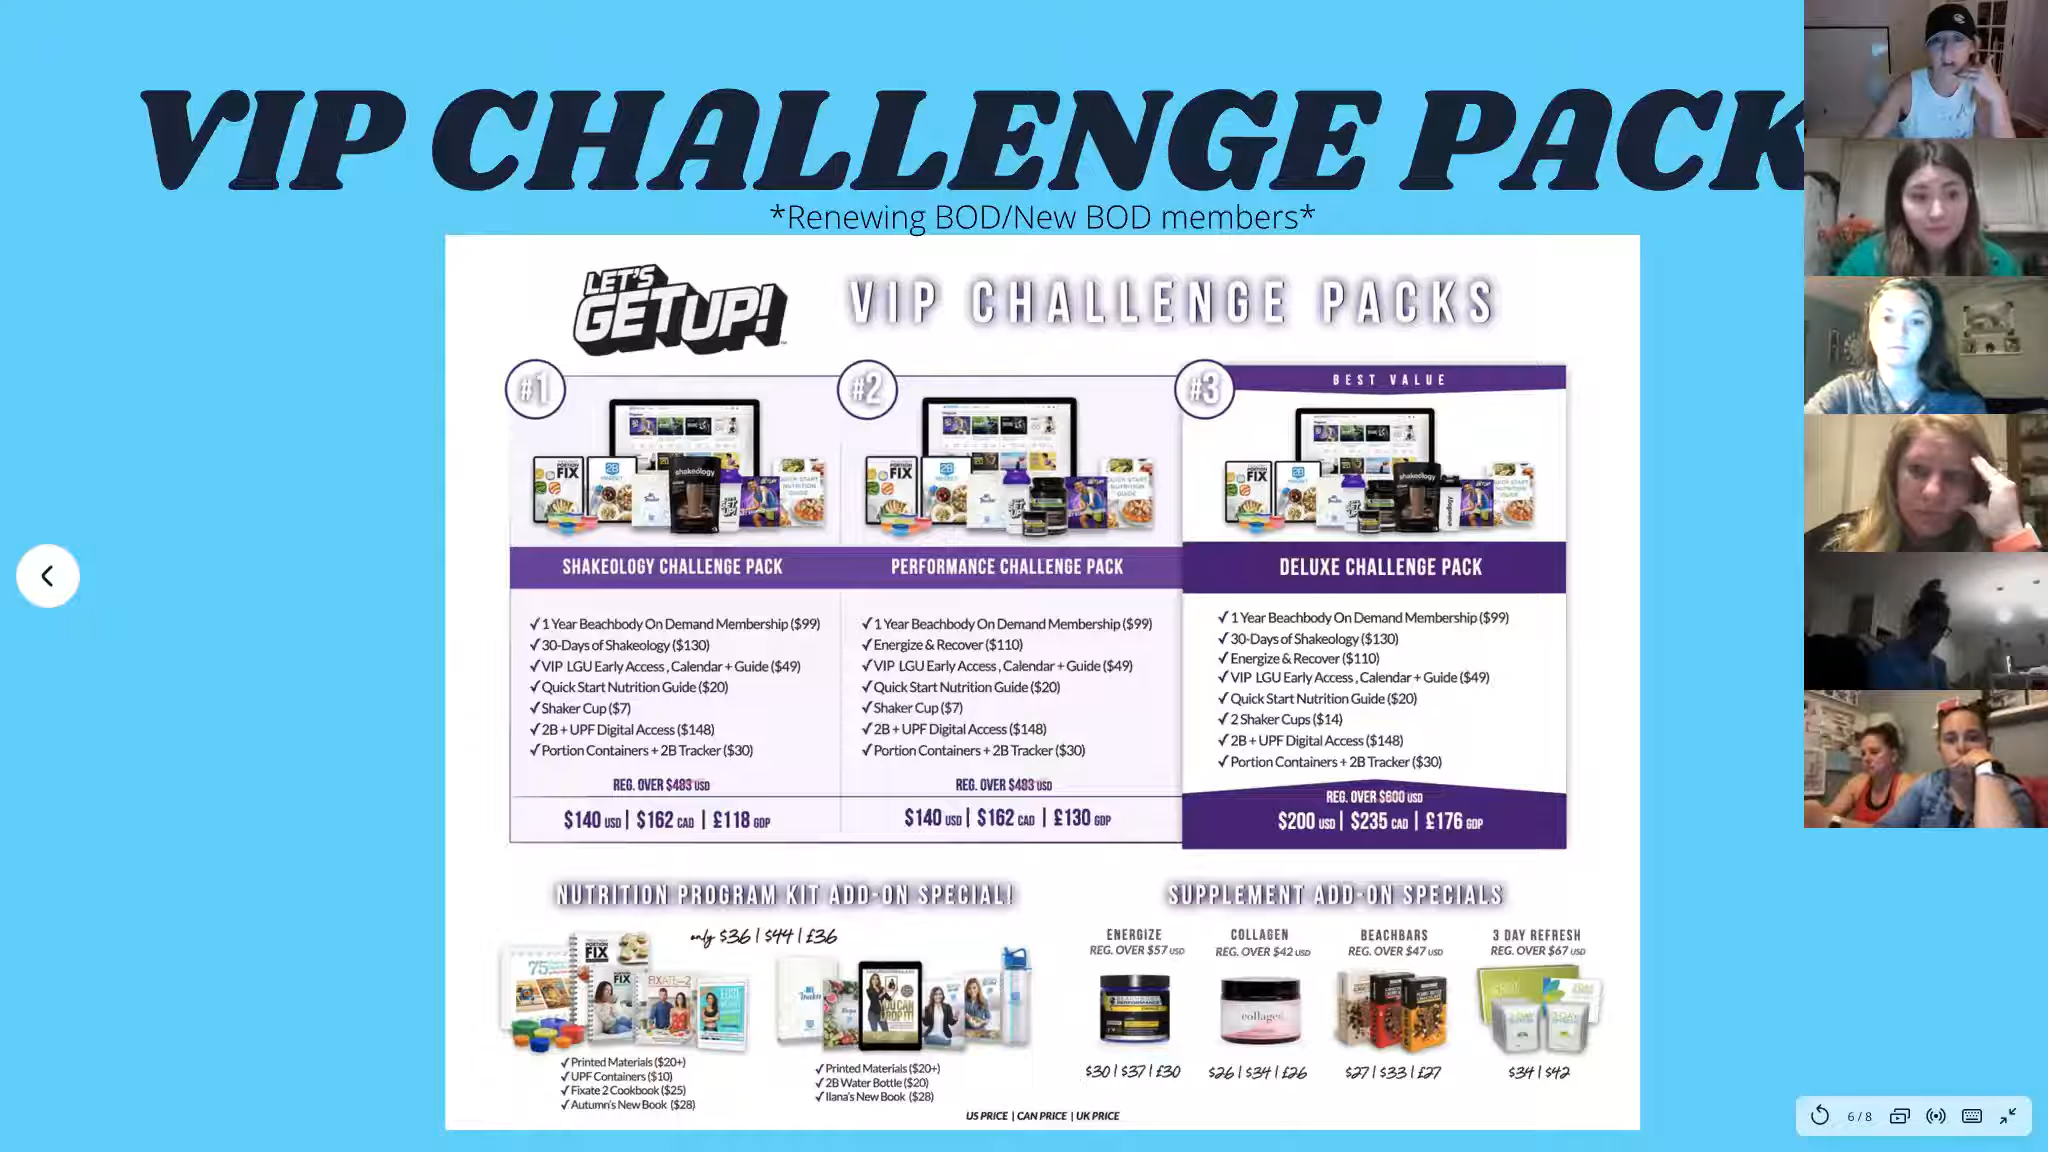 VIP CHALLENGE PACK
*Renewing BOD/New BOD members*
LET'S
GET UP!
VIP CHALLENGE PACKS
#1
#2
#3
BEST VALUE
SHAKEOLOGY CHALLENGE PACK
✓1 Year Beachbody On Demand Membership ($99)
✓30-Days of Shakeology ($130)
✓VIP LGU Early Access, Calendar + Guide ($49)
✓Quick Start Nutrition Guide ($20)
✓Shaker Cup ($7)
✓2B + UPF Digital Access ($148)
✓Portion Containers + 2B Tracker ($30)
REG. OVER $483 USD
$140 USD | $162 CAD | £118 GDP
PERFORMANCE CHALLENGE PACK
✓1 Year Beachbody On Demand Membership ($99)
✓Energize & Recover ($110)
✓VIP LGU Early Access, Calendar + Guide ($49)
✓Quick Start Nutrition Guide ($20)
✓Shaker Cup ($7)
✓2B + UPF Digital Access ($148)
✓Portion Containers + 2B Tracker ($30)
REG. OVER $483 USD
$140 USD | $162 CAD | £130 GDP
DELUXE CHALLENGE PACK
✓1 Year Beachbody On Demand Membership ($99)
✓30-Days of Shakeology ($130)
✓Energize & Recover ($110)
✓VIP LGU Early Access, Calendar + Guide ($49)
✓Quick Start Nutrition Guide ($20)
✓2 Shaker Cups ($14)
✓2B + UPF Digital Access ($148)
✓Portion Containers + 2B Tracker ($30)
REG. OVER $600 USD
$200 USD | $235 CAD | £176 GDP
NUTRITION PROGRAM KIT ADD-ON SPECIAL!
only $36 | $44 | £36
✓Printed Materials ($20+)
✓UPF Containers ($10)
✓Fixate 2 Cookbook ($25)
✓Autumn's New Book ($28)
✓Printed Materials ($20+)
✓2B Water Bottle ($20)
✓Ilana's New Book ($28)
SUPPLEMENT ADD-ON SPECIALS
ENERGIZE
REG. OVER $57 USD
$30 | $37 | £30
COLLAGEN
REG. OVER $42 USD
collagen
$26 | $34 | £26
BEACHBARS
REG. OVER $47 USD
$27 | $33 | £27
3 DAY REFRESH
REG. OVER $67 USD
$34 | $42
US PRICE | CAN PRICE | UK PRICE
6 / 8